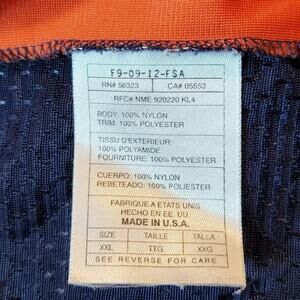 F9-09-12-FSA
RN# 56323 CA# 05553
RFC# NME 920220 KL4
BODY: 100% NYLON
TRIM: 100% POLYESTER
TISSU D'EXTERIEUR:
100% POLYAMIDE
FOURNITURE: 100% POLYESTER
CUERPO: 100% NYLON
REBETEADO: 100% POLIESTER
FABRIQUE A ETATS UNIS
HECHO EN EE. UU.
MADE IN U.S.A.
SIZE TAILLE TALLA
XXL TTG XXG
SEE REVERSE FOR CARE